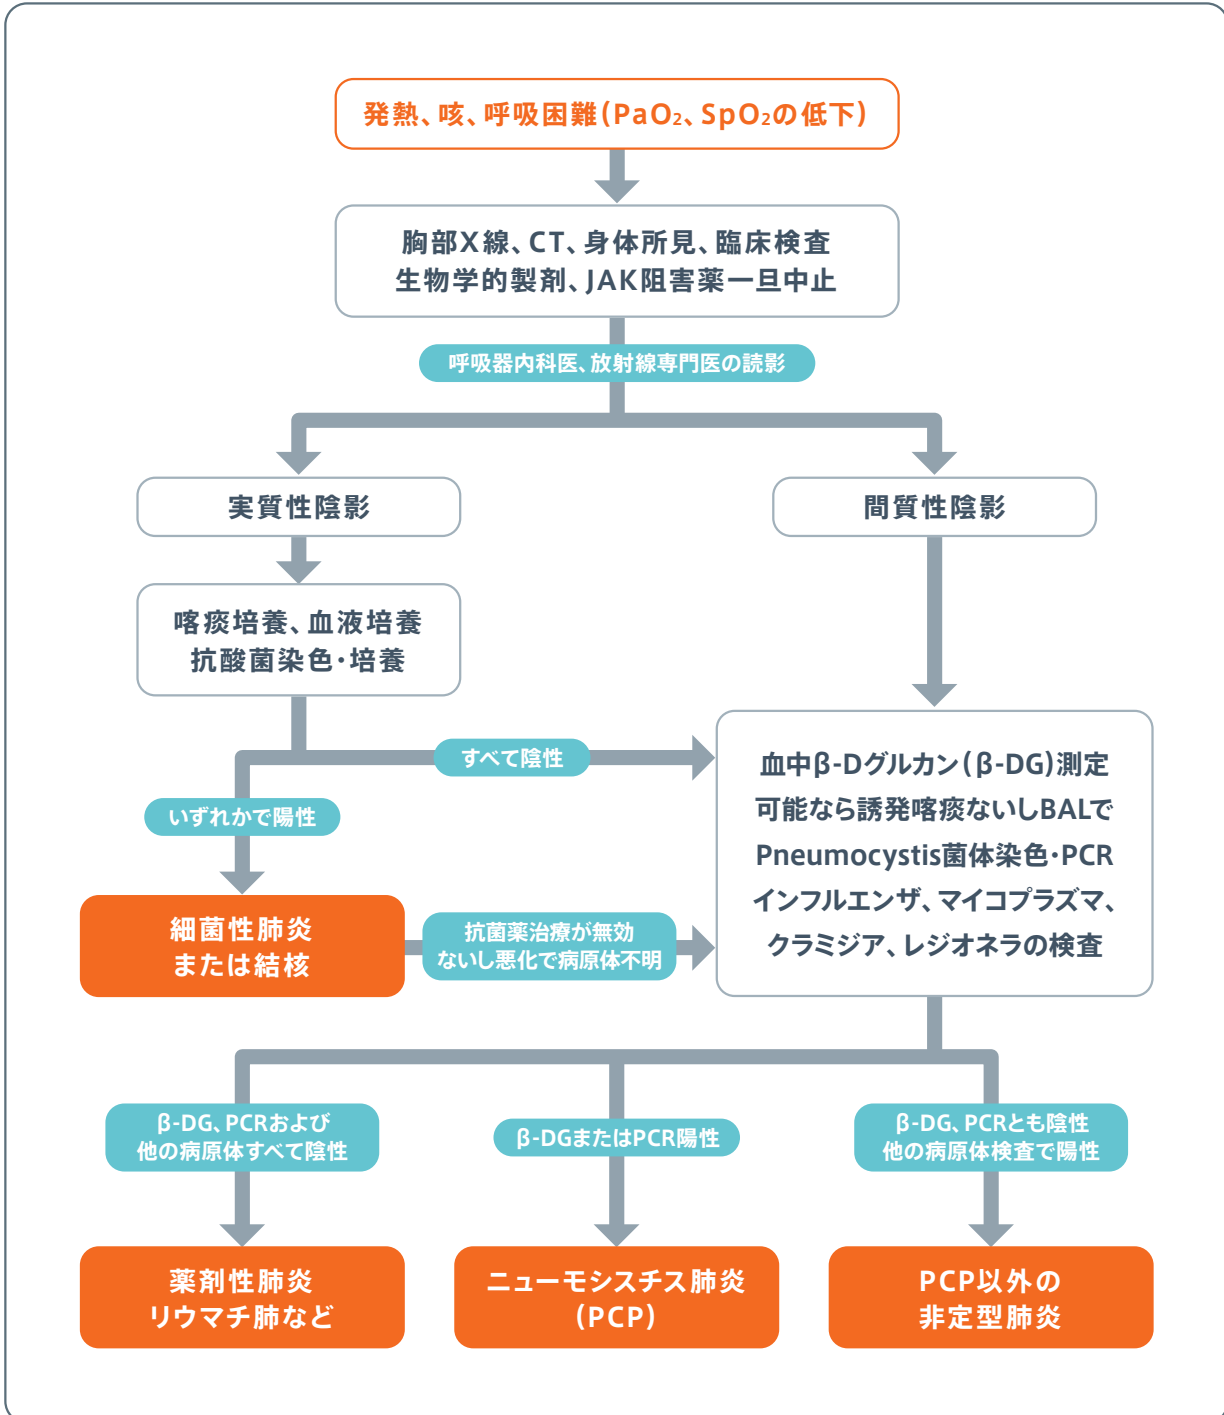 発熱、咳、呼吸困難(PaO₂、SpO₂の低下)
胸部X線、CT、身体所見、臨床検査
生物学的製剤、JAK阻害薬一旦中止
呼吸器内科医、放射線専門医の読影
実質性陰影
間質性陰影
喀痰培養、血液培養
抗酸菌染色・培養
すべて陰性
いずれかで陽性
血中β-Dグルカン(β-DG)測定
可能なら誘発喀痰ないしBALで
Pneumocystis菌体染色・PCR
インフルエンザ、マイコプラズマ、
クラミジア、レジオネラの検査
細菌性肺炎
または結核
抗菌薬治療が無効
ないし悪化で病原体不明
β-DG、PCRおよび
他の病原体すべて陰性
β-DGまたはPCR陽性
β-DG、PCRとも陰性
他の病原体検査で陽性
薬剤性肺炎
リウマチ肺など
ニューモシスチス肺炎
(PCP)
PCP以外の
非定型肺炎